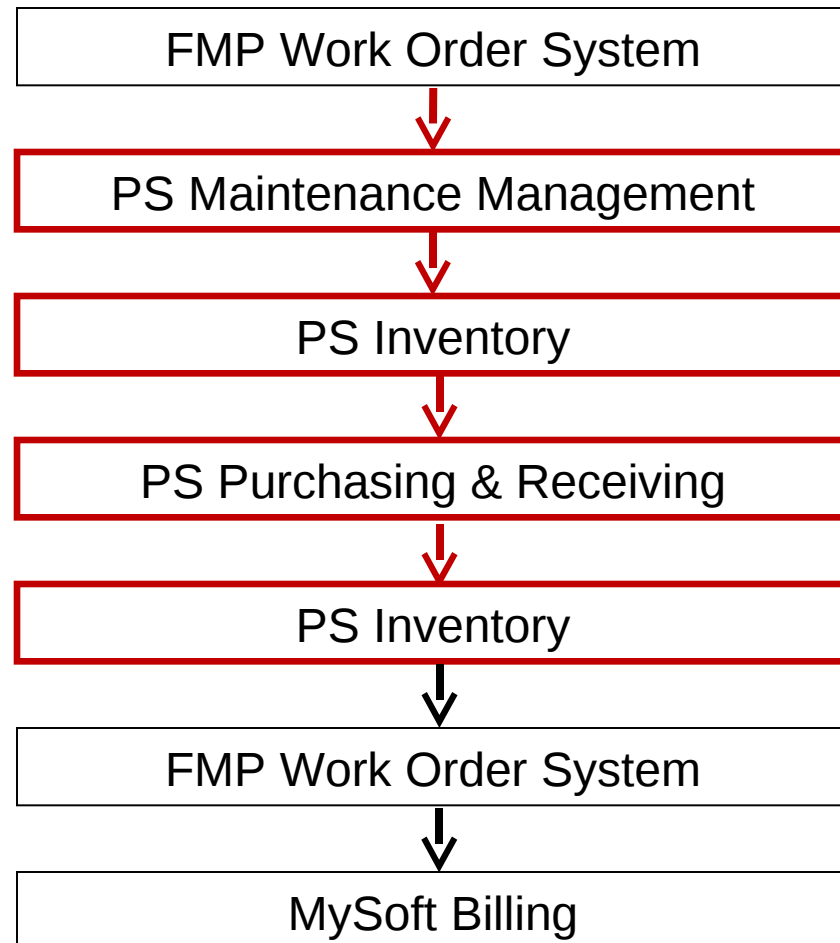 FMP Work Order System
PS Maintenance Management
PS Inventory
PS Purchasing & Receiving
PS Inventory
FMP Work Order System
MySoft Billing